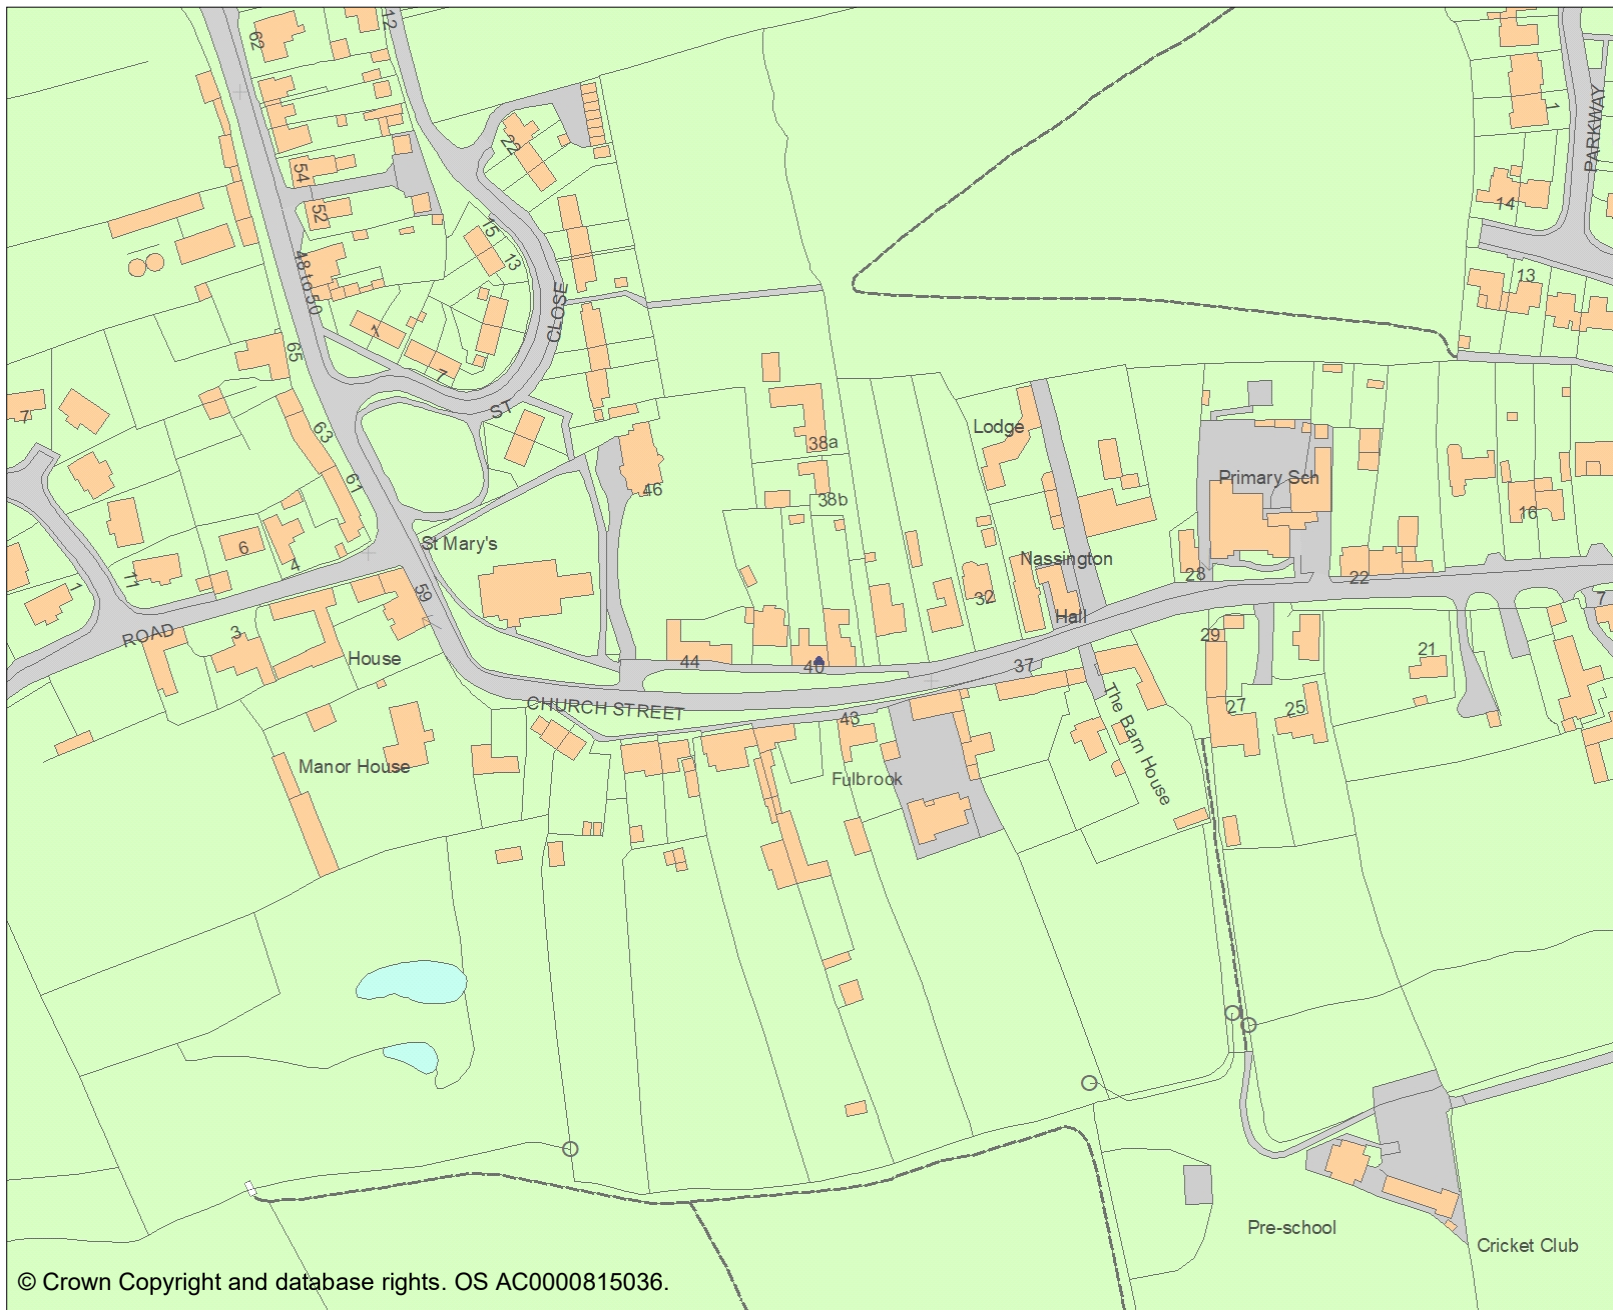 62
12
PARKWAY
1
22
54
52
14
15
13
13
48 to 50
CLOSE
1
65
7
ST
7
63
Lodge
38a
46
38b
Primary Sch
61
16
St Mary's
6
4
Nassington
28
22
1
11
59
32
Hall
7
ROAD
3
House
44
40
37
29
21
CHURCH STREET
43
27
25
The Barn House
Manor House
Fulbrook
Pre-school
Cricket Club
© Crown Copyright and database rights. OS AC0000815036.